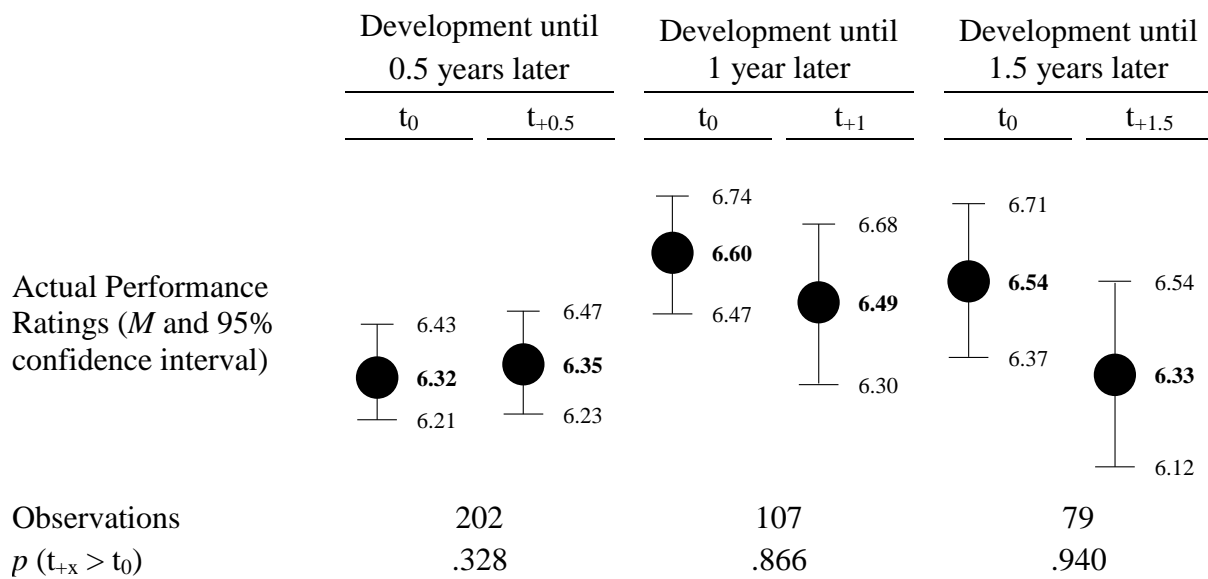 Development until Development until Development until
0.5 years later 1 year later 1.5 years later
t0 t+0.5 t0 t+1 t0 t+1.5
Actual Performance
Ratings (M and 95%
confidence interval)
6.43
6.32
6.21
6.47
6.35
6.23
6.74
6.60
6.47
6.68
6.49
6.30
6.71
6.54
6.37
6.54
6.33
6.12
Observations 202 107 79
p (t+x > t0) .328 .866 .940